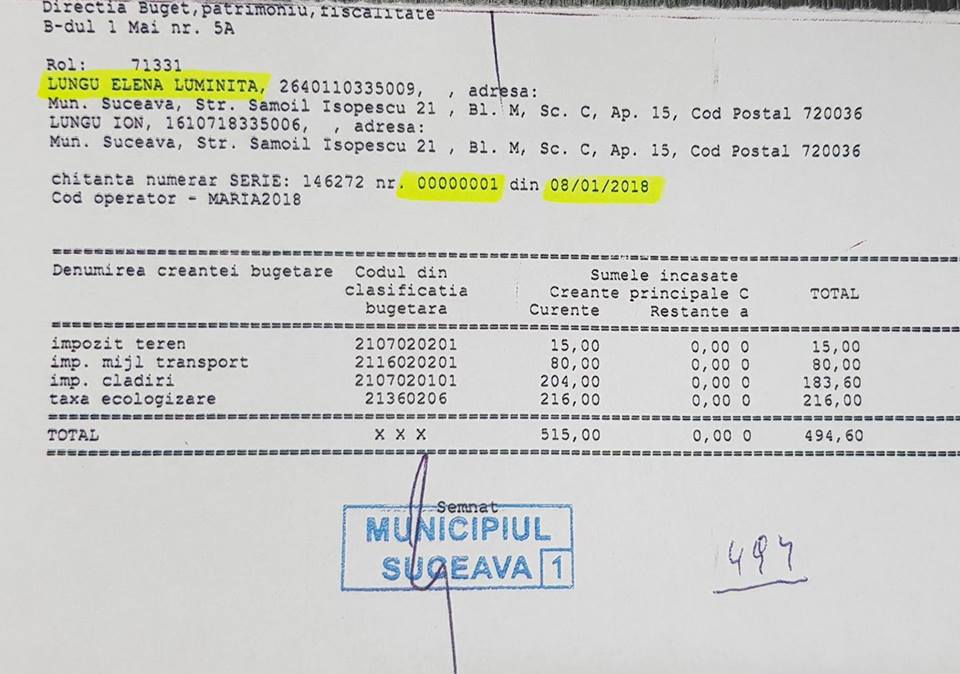 Directia Buget,patrimoniu,fiscalitate
B-dul 1 Mai nr. 5A
Rol: 71331
LUNGU ELENA LUMINITA, 2640110335009, , adresa:
Mun. Suceava, Str. Samoil Isopescu 21 , Bl. M, Sc. C, Ap. 15, Cod Postal 720036
LUNGU ION, 1610718335006, , adresa:
Mun. Suceava, Str. Samoil Isopescu 21 , Bl. M, Sc. C, Ap. 15, Cod Postal 720036
chitanta numerar SERIE: 146272 nr. 00000001 din 08/01/2018
Cod operator - MARIA2018
Denumirea creantei bugetare Codul din Sumele incasate
clasificatia Creante principale C TOTAL
bugetara Curente Restante a
impozit teren 2107020201 15,00 0,00 0 15,00
imp. mijl transport 2116020201 80,00 0,00 0 80,00
imp. cladiri 2107020101 204,00 0,00 0 183,60
taxa ecologizare 21360206 216,00 0,00 0 216,00
TOTAL X X X 515,00 0,00 0 494,60
Semnat
MUNICIPIUL
SUCEAVA 1
494